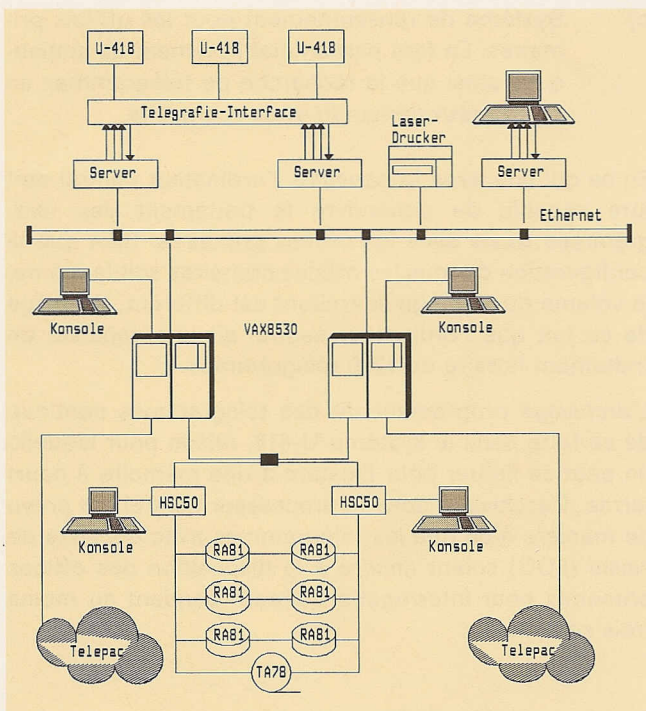 U-418 U-418 U-418
Telegrafie-Interface
Laser-
Drucker
Server Server Server
Ethernet
Konsole VAX8530 Konsole
HSC50 HSC50
Konsole Konsole
RA81 RA81
RA81 RA81
RA81 RA81
Telepac Telepac
TA78